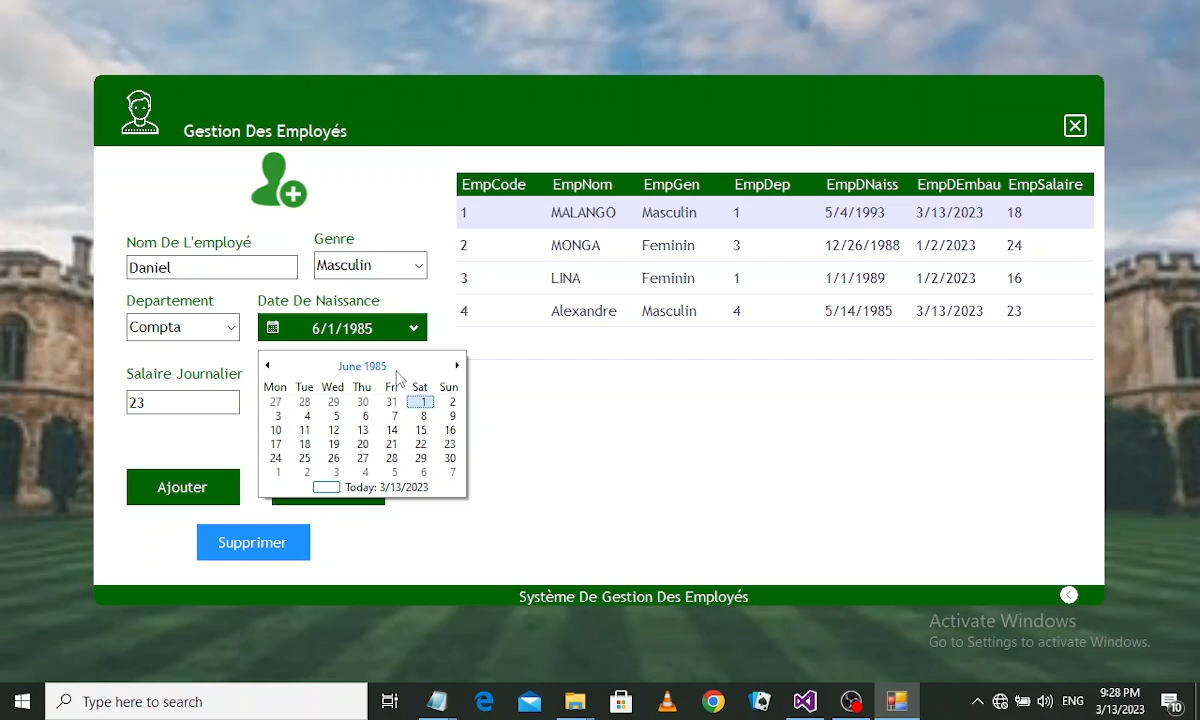 Gestion Des Employés
EmpCode EmpNom EmpGen EmpDep EmpDNaiss EmpDEmbau EmpSalaire
1 MALANGO Masculin 1 5/4/1993 3/13/2023 18
2 MONGA Feminin 3 12/26/1988 1/2/2023 24
3 LINA Feminin 1 1/1/1989 1/2/2023 16
4 Alexandre Masculin 4 5/14/1985 3/13/2023 23
Nom De L'employé Genre
Daniel Masculin
Departement Date De Naissance
Compta 6/1/1985
Salaire Journalier
23
June 1985
Mon Tue Wed Thu Fri Sat Sun
27 28 29 30 31 1 2
3 4 5 6 7 8 9
10 11 12 13 14 15 16
17 18 19 20 21 22 23
24 25 26 27 28 29 30
1 2 3 4 5 6 7
Today: 3/13/2023
Ajouter
Supprimer
Système De Gestion Des Employés
Activate Windows
Go to Settings to activate Windows.
Type here to search
ENG
9:28 PM
3/13/2023
10